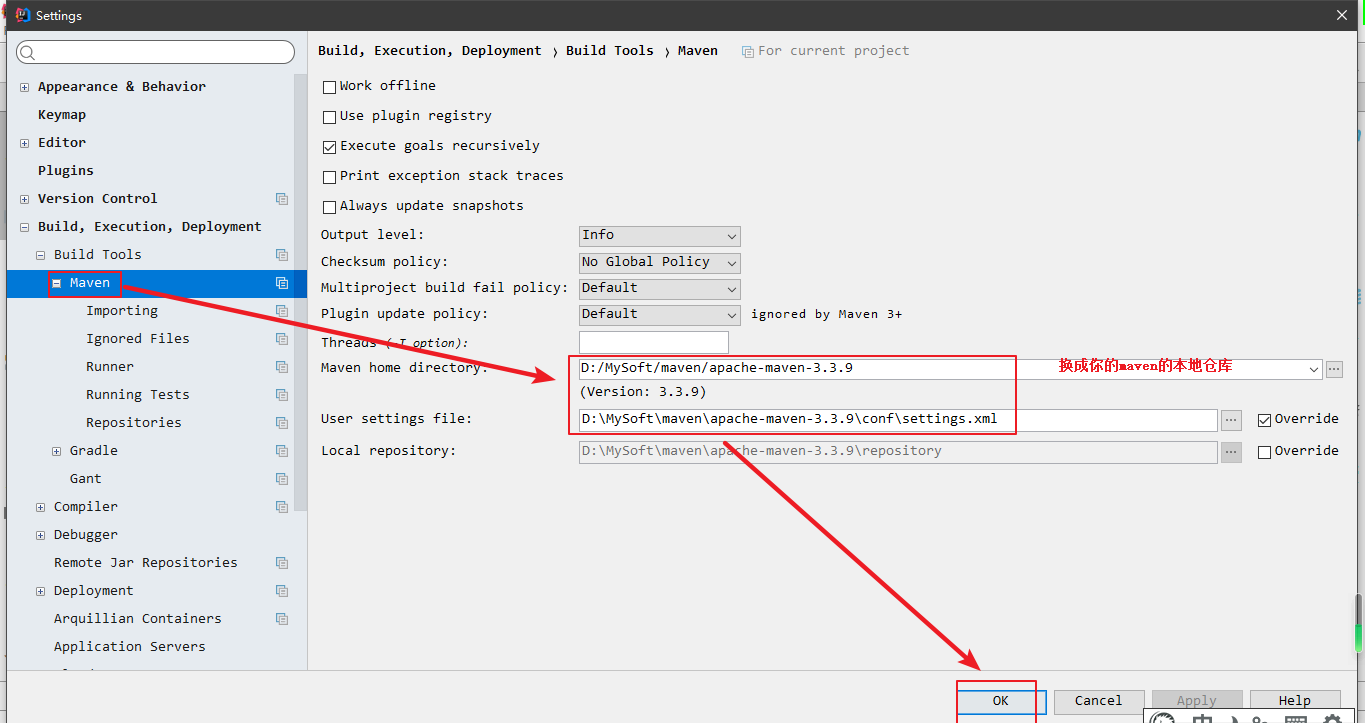 Settings
Build, Execution, Deployment › Build Tools › Maven For current project
Appearance & Behavior
Keymap
Editor
Plugins
Version Control
Build, Execution, Deployment
Build Tools
Maven
Importing
Ignored Files
Runner
Running Tests
Repositories
Gradle
Gant
Compiler
Debugger
Remote Jar Repositories
Deployment
Arquillian Containers
Application Servers
Work offline
Use plugin registry
Execute goals recursively
Print exception stack traces
Always update snapshots
Output level: Info
Checksum policy: No Global Policy
Multiproject build fail policy: Default
Plugin update policy: Default ignored by Maven 3+
Threads (-T option):
Maven home directory: D:/MySoft/maven/apache-maven-3.3.9 换成你的maven的本地仓库
(Version: 3.3.9)
User settings file: D:\MySoft\maven\apache-maven-3.3.9\conf\settings.xml Override
Local repository: D:\MySoft\maven\apache-maven-3.3.9\repository Override
OK Cancel Apply Help